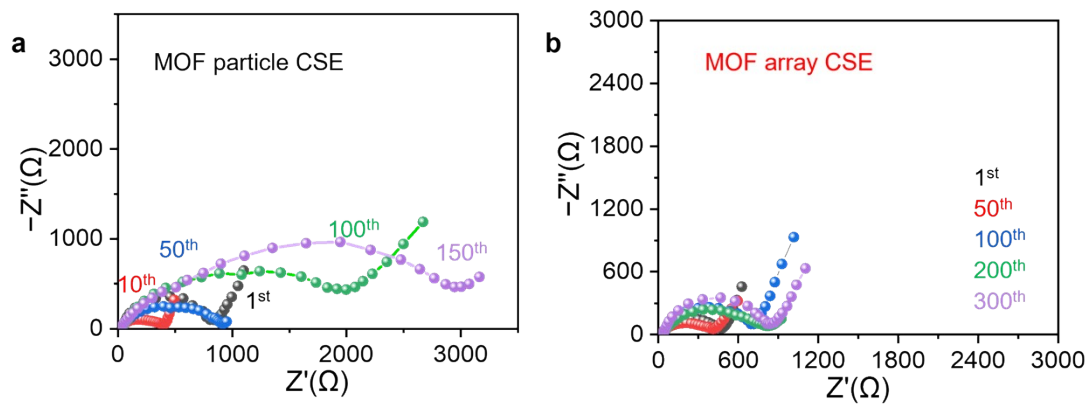 a
MOF particle CSE
3000
2000
1000
0
−Z''(Ω)
10th
50th
100th
150th
1st
0 1000 2000 3000
Z'(Ω)
b
MOF array CSE
3000
2400
1800
1200
600
0
−Z''(Ω)
1st
50th
100th
200th
300th
0 600 1200 1800 2400 3000
Z'(Ω)